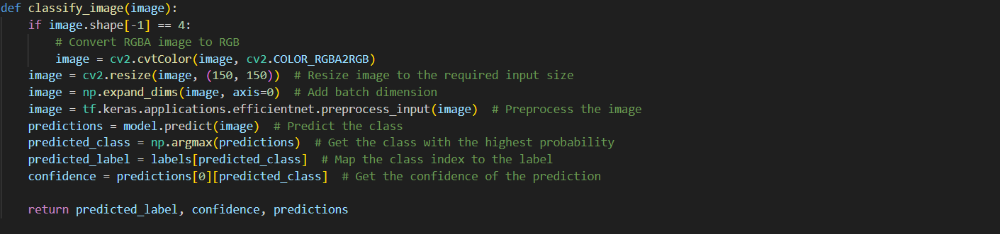 def classify_image(image):
    if image.shape[-1] == 4:
        # Convert RGBA image to RGB
        image = cv2.cvtColor(image, cv2.COLOR_RGBA2RGB)
    image = cv2.resize(image, (150, 150))  # Resize image to the required input size
    image = np.expand_dims(image, axis=0)  # Add batch dimension
    image = tf.keras.applications.efficientnet.preprocess_input(image)  # Preprocess the image
    predictions = model.predict(image)  # Predict the class
    predicted_class = np.argmax(predictions)  # Get the class with the highest probability
    predicted_label = labels[predicted_class]  # Map the class index to the label
    confidence = predictions[0][predicted_class]  # Get the confidence of the prediction

    return predicted_label, confidence, predictions